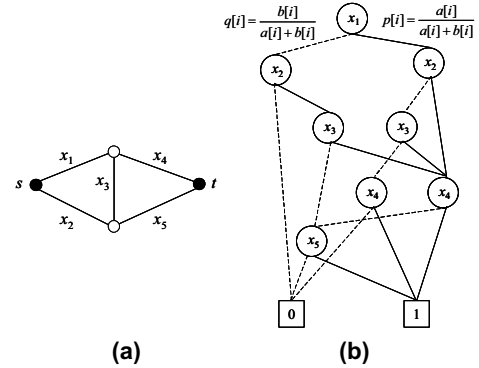 q[i] = b[i] / a[i]+b[i]
x₁
p[i] = a[i] / a[i]+b[i]
x₂
x₂
x₃
x₃
x₁
x₄
s
x₃
t
x₂
x₅
x₄
x₄
x₅
0
1
(a)
(b)